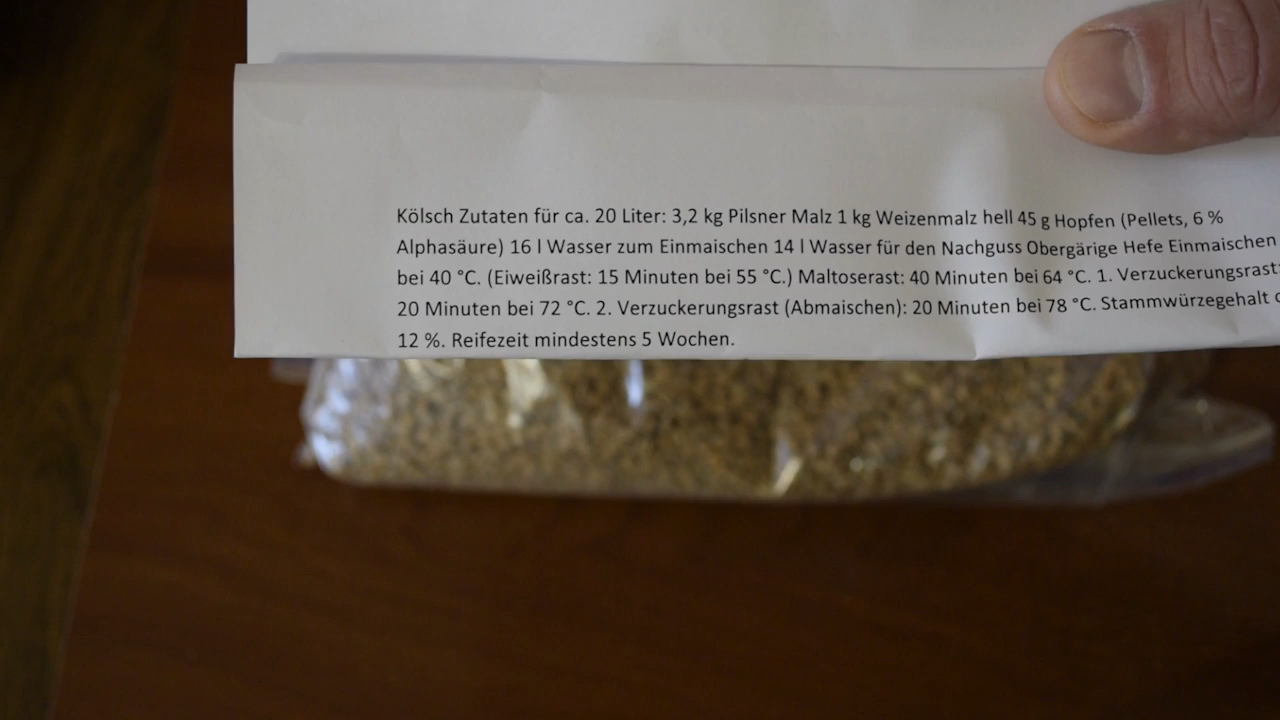 Kölsch Zutaten für ca. 20 Liter: 3,2 kg Pilsner Malz 1 kg Weizenmalz hell 45 g Hopfen (Pellets, 6 %
Alphasäure) 16 l Wasser zum Einmaischen 14 l Wasser für den Nachguss Obergärige Hefe Einmaischen
bei 40 °C. (Eiweißrast: 15 Minuten bei 55 °C.) Maltoserast: 40 Minuten bei 64 °C. 1. Verzuckerungsrast:
20 Minuten bei 72 °C. 2. Verzuckerungsrast (Abmaischen): 20 Minuten bei 78 °C. Stammwürzegehalt
12 %. Reifezeit mindestens 5 Wochen.